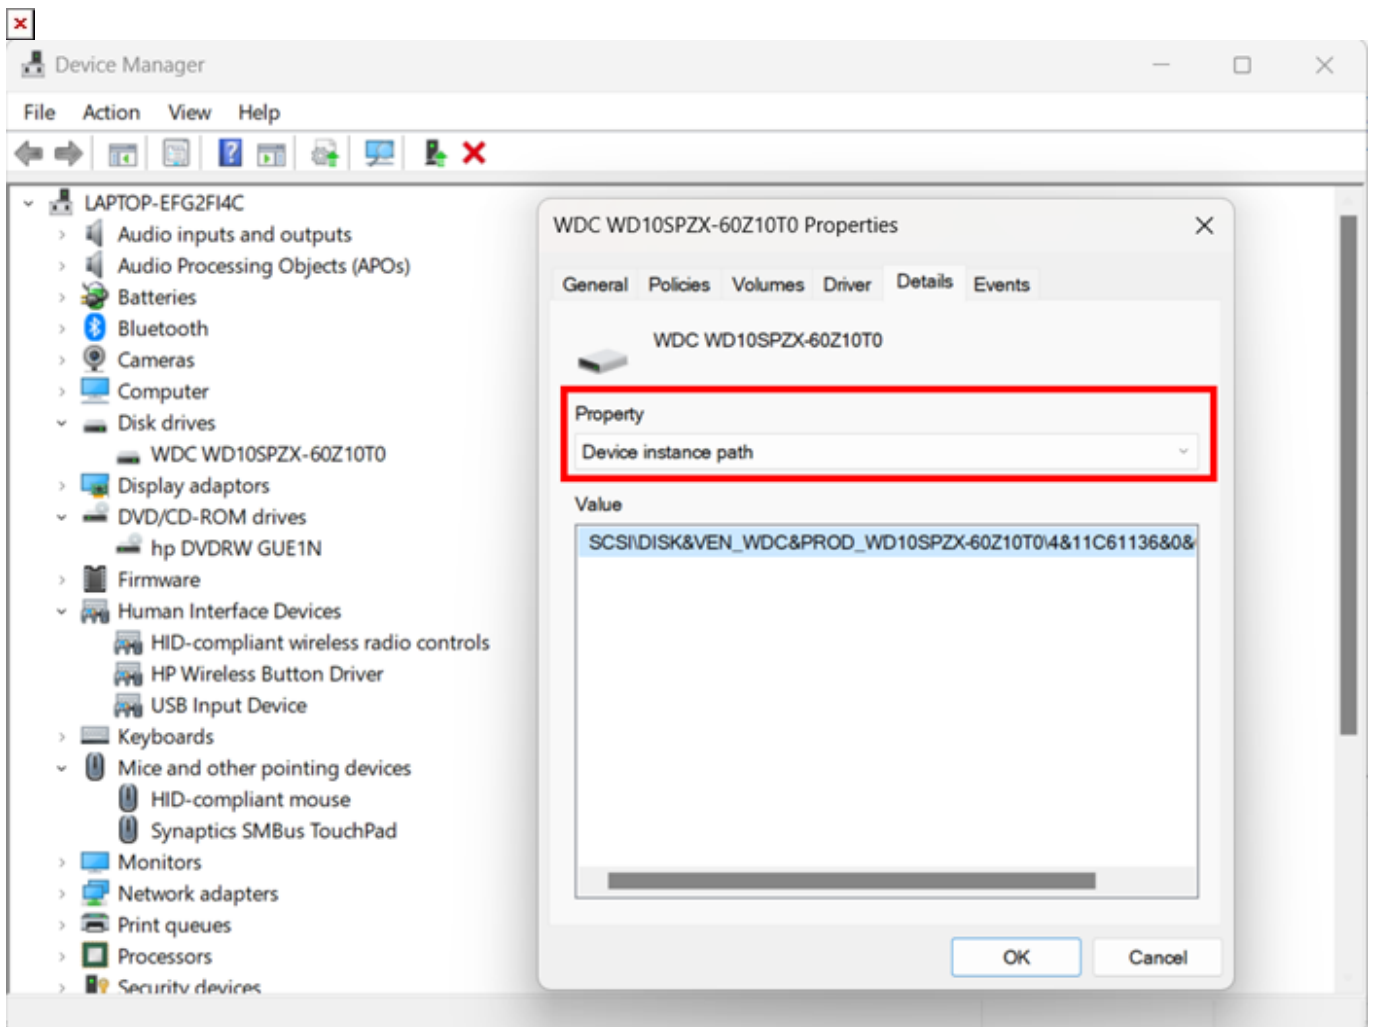 Device Manager
File Action View Help
LAPTOP-EFG2FI4C
Audio inputs and outputs
Audio Processing Objects (APOs)
Batteries
Bluetooth
Cameras
Computer
Disk drives
WDC WD10SPZX-60Z10T0
Display adaptors
DVD/CD-ROM drives
hp DVDRW GUE1N
Firmware
Human Interface Devices
HID-compliant wireless radio controls
HP Wireless Button Driver
USB Input Device
Keyboards
Mice and other pointing devices
HID-compliant mouse
Synaptics SMBus TouchPad
Monitors
Network adapters
Print queues
Processors
Security devices
WDC WD10SPZX-60Z10T0 Properties
General Policies Volumes Driver Details Events
WDC WD10SPZX-60Z10T0
Property
Device instance path
Value
SCSI\DISK&VEN_WDC&PROD_WD10SPZX-60Z10T0\4&11C61136&0&
OK Cancel